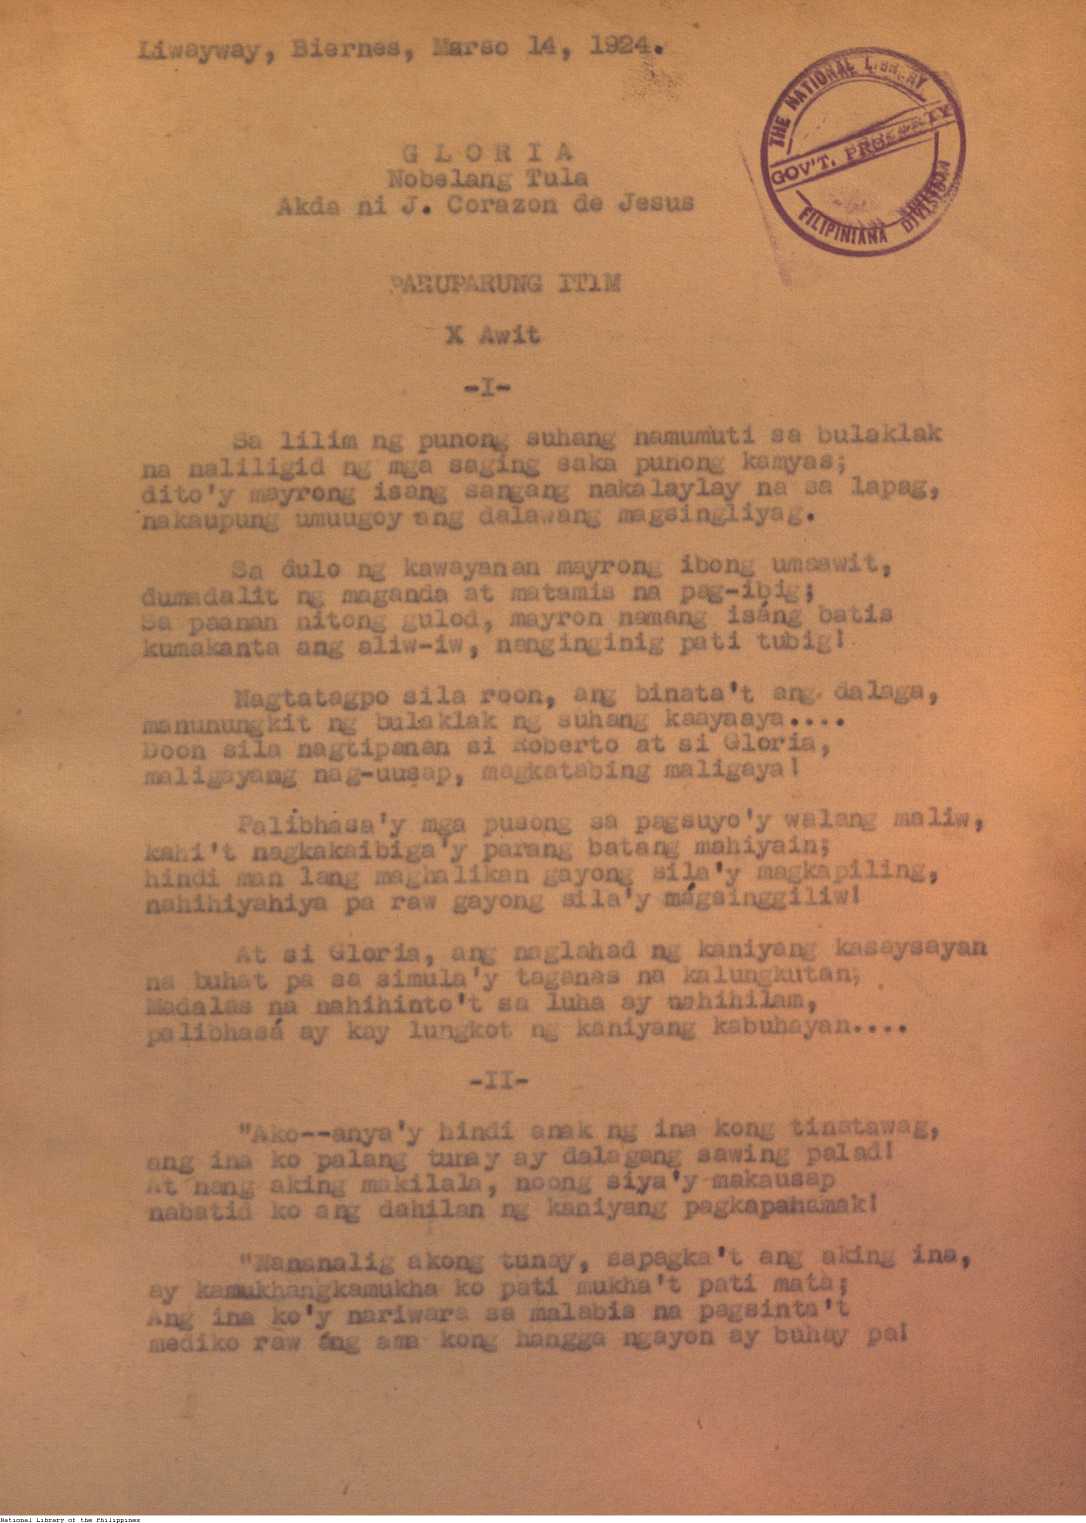 Liwayway, Biernes, Marso 14, 1924.
THE NATIONAL LIBRARY
GOV'T. PROPERTY
FILIPINIANA DIVISION
G L O R I A
Nobelang Tula
Akda ni J. Corazon de Jesus
PARUPARUNG ITIM
X Awit
-I-
Sa lilim ng punong suhang namumuti sa bulaklak
na naliligid ng mga saging saka punong kamyas;
dito'y mayrong isang sangang nakalaylay na sa lapag,
nakaupung umuugoy ang dalawang magsingliyag.
Sa dulo ng kawayanan mayrong ibong umaawit,
dumadalit ng maganda at matamis na pag-ibig;
Sa paanan nitong gulod, mayron namang isáng batis
kumakanta ang aliw-iw, nanginginig pati tubig!
Nagtatagpo sila roon, ang binata't ang dalaga,
manunungkit ng bulaklak ng suhang kaayaaya....
Doon sila nagtipanan si Roberto at si Gloria,
maligayang nag-uusap, magkatabing maligaya!
Palibhasa'y mga pusong sa pagsuyo'y walang maliw,
kahi't nagkakaibiga'y parang batang mahiyain;
hindi man lang maghalikan gayong sila'y magkapiling,
nahihiyahiya pa raw gayong sila'y mágsinggiliw!
At si Gloria, ang naglahad ng kaniyang kasaysayan
na buhat pa sa simula'y taganas na kalungkutan;
Madalas na nahihinto't sa luha ay nahihilam,
palibhasá ay kay lungkot ng kaniyang kabuhayan....
-II-
"Ako--anya'y hindi anak ng ina kong tinatawag,
ang ina ko palang tunay ay dalagang sawing palad!
At nang aking makilala, noong siya'y makausap
nabatid ko ang dahilan ng kaniyang pagkapahamak!
"Nananalig akong tunay, sapagka't ang aking ina,
ay kamukhangkamukha ko pati mukha't pati mata;
Ang ina ko'y nariwara sa malabis na pagsinta't
mediko raw áng ama kong hangga ngayon ay buhay pa!
National Library of the Philippines